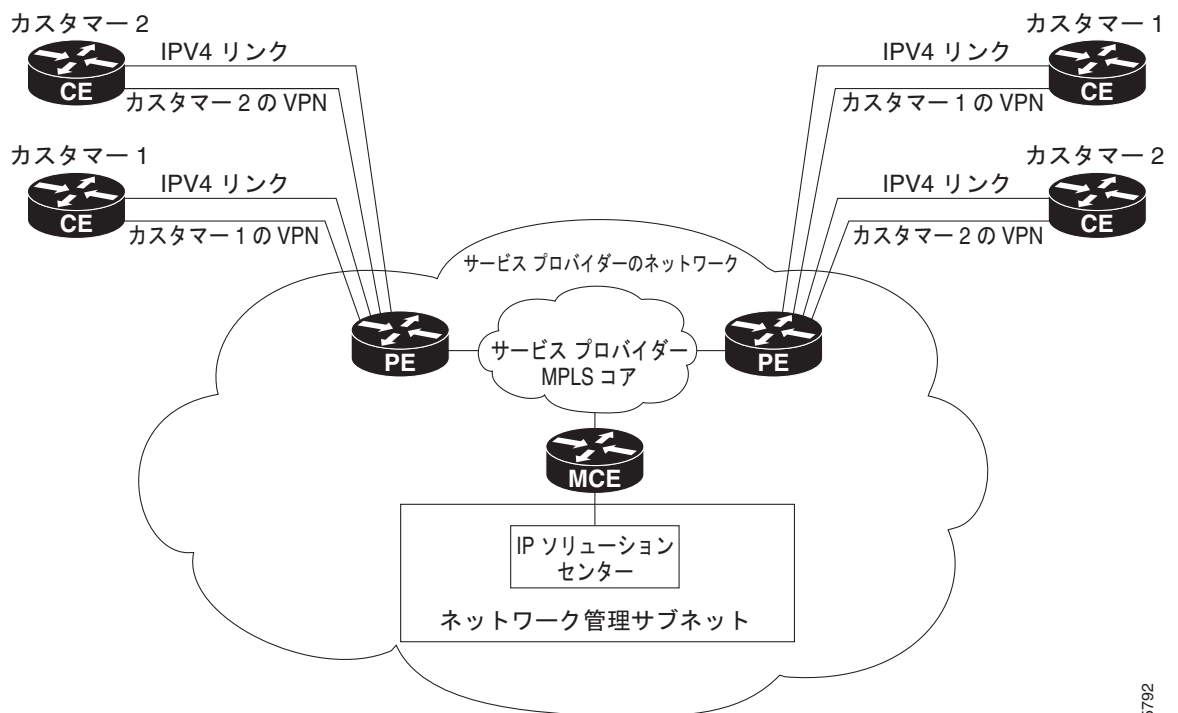 カスタマー 2
IPV4 リンク
CE
カスタマー 2 の VPN
カスタマー 1
IPV4 リンク
CE
カスタマー 1 の VPN
カスタマー 1
IPV4 リンク
カスタマー 1 の VPN
CE
カスタマー 2
IPV4 リンク
カスタマー 2 の VPN
CE
サービス プロバイダーのネットワーク
PE
サービス プロバイダー
MPLS コア
PE
MCE
IP ソリューション
センター
ネットワーク管理サブネット